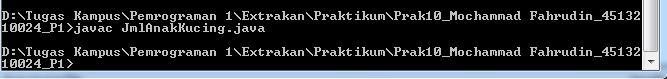 D:\Tugas Kampus\Pemrograman 1\Extrakan\Praktikum\Prak10_Mochammad Fahrudin_45132
10024_P1>javac JmlAnakKucing.java
D:\Tugas Kampus\Pemrograman 1\Extrakan\Praktikum\Prak10_Mochammad Fahrudin_45132
10024_P1>